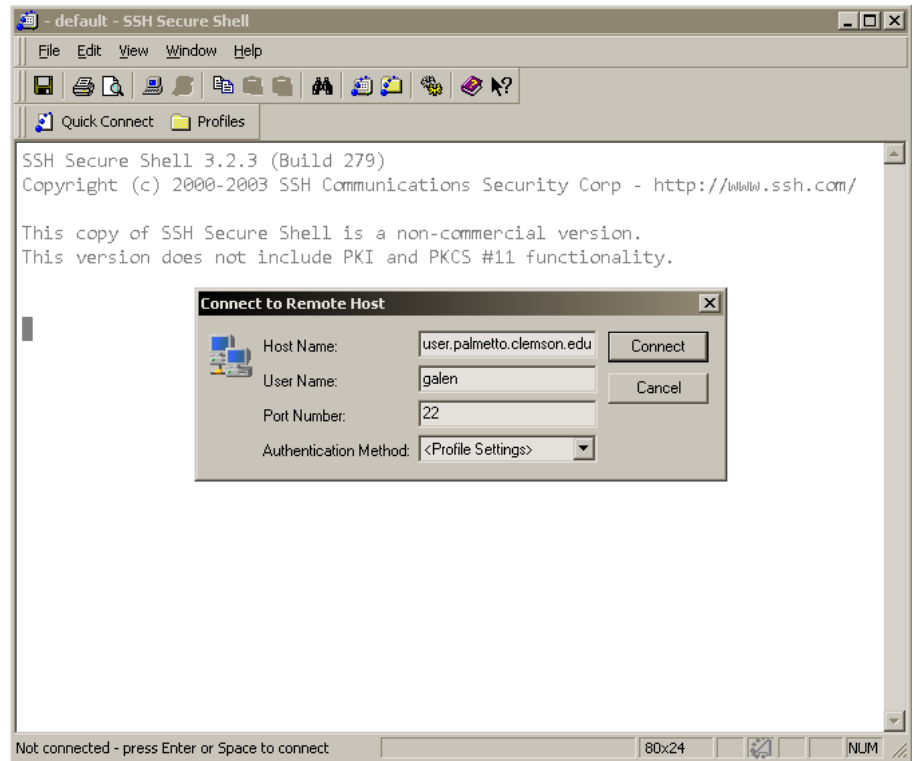 - default - SSH Secure Shell
File Edit View Window Help
Quick Connect Profiles
SSH Secure Shell 3.2.3 (Build 279)
Copyright (c) 2000-2003 SSH Communications Security Corp - http://www.ssh.com/
This copy of SSH Secure Shell is a non-commercial version.
This version does not include PKI and PKCS #11 functionality.
Connect to Remote Host
Host Name: user.palmetto.clemson.edu Connect
User Name: galen Cancel
Port Number: 22
Authentication Method: <Profile Settings>
Not connected - press Enter or Space to connect 80x24 NUM